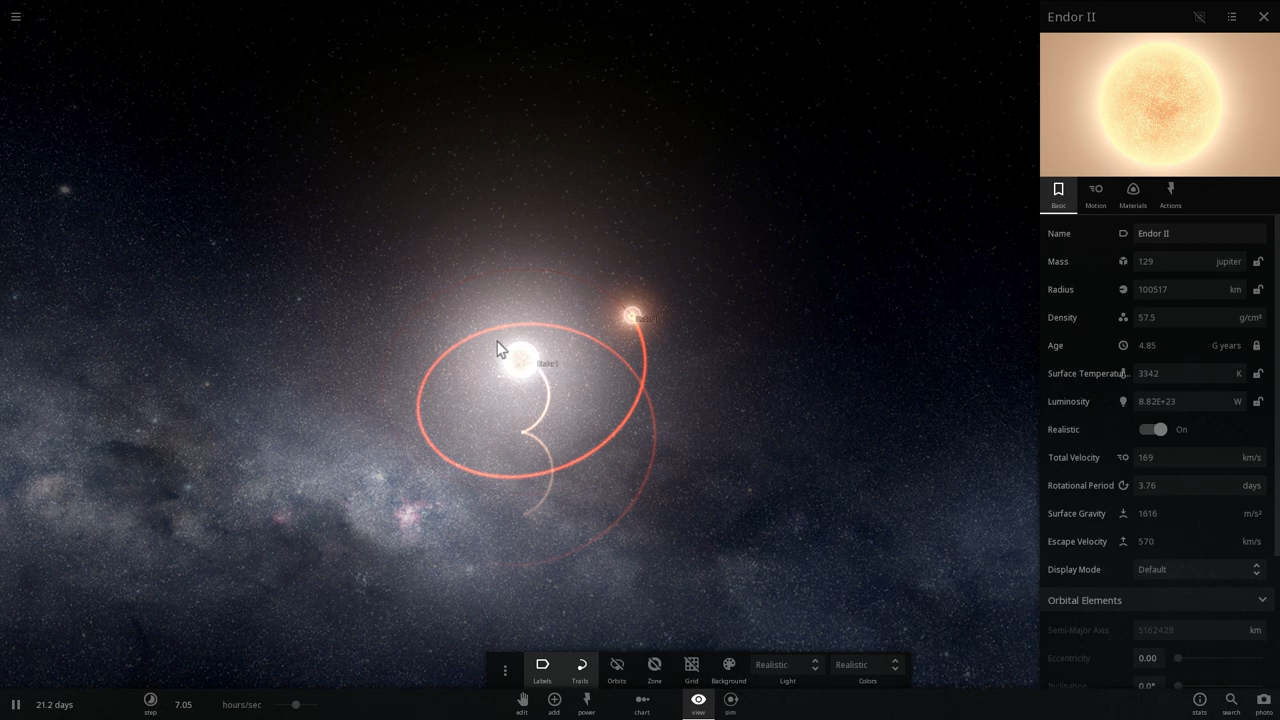 Endor II
Basic
Motion
Materials
Actions
Name
Endor II
Mass
129
jupiter
Radius
100517
km
Density
57.5
g/cm³
Age
4.85
G years
Surface Temperatu...
3342
K
Luminosity
8.82E+23
W
Realistic
On
Total Velocity
169
km/s
Rotational Period
3.76
days
Surface Gravity
1616
m/s²
Escape Velocity
570
km/s
Display Mode
Default
Orbital Elements
Semi-Major Axis
5162428
km
Eccentricity
0.00
Endor I
Labels
Trails
Orbits
Zone
Grid
Background
Realistic
Light
Realistic
Colors
21.2 days
step
7.05
hours/sec
edit
add
power
chart
view
sim
stats
search
photo